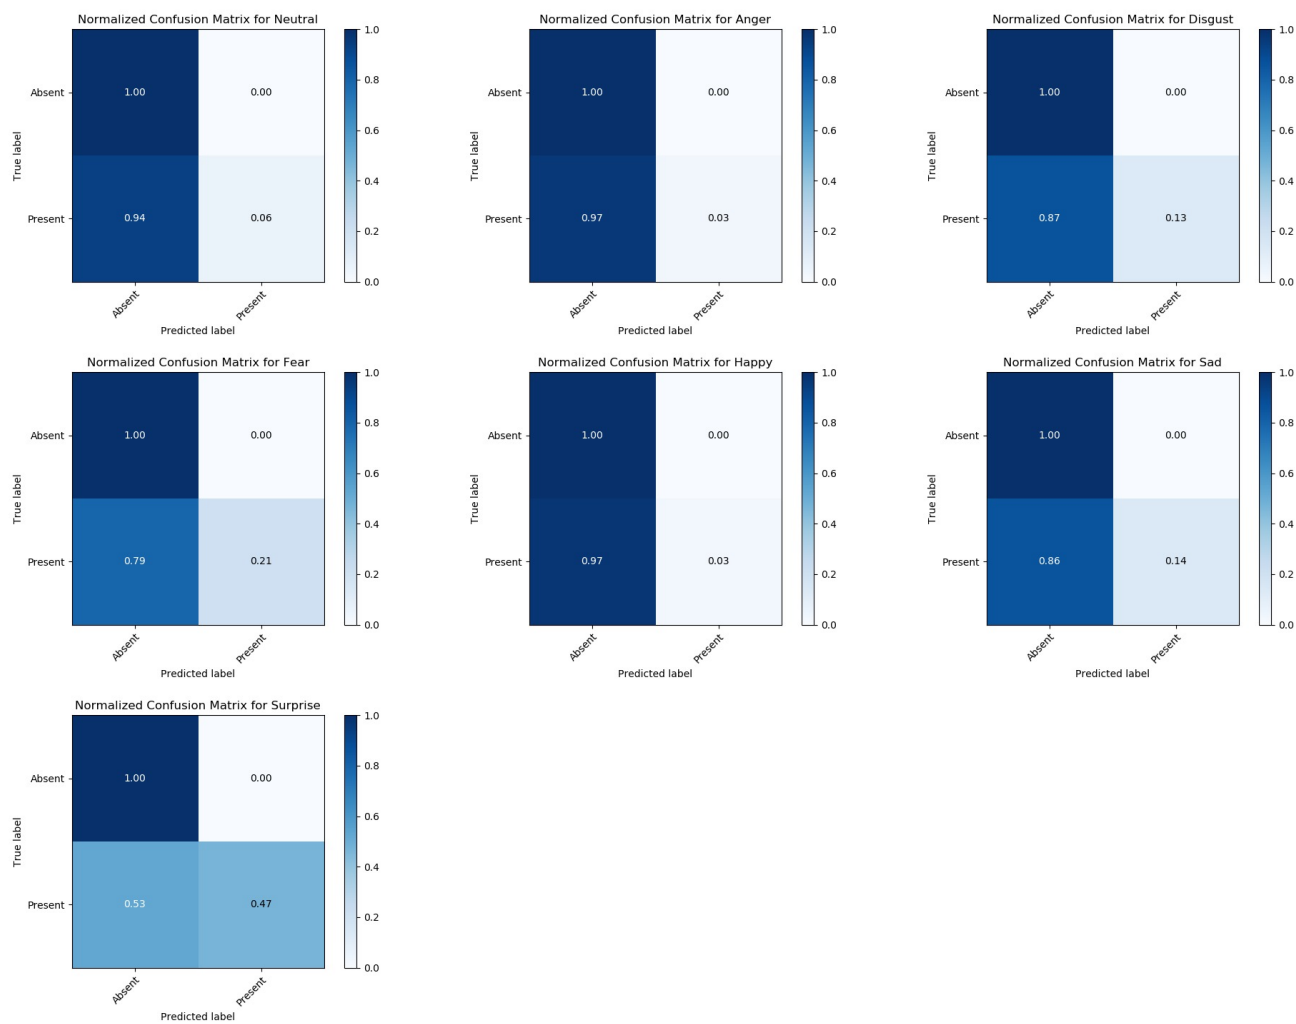 Normalized Confusion Matrix for Neutral
1.0
0.8
0.6
0.4
0.2
0.0
True label
Absent
Present
1.00
0.00
0.94
0.06
Absent
Present
Predicted label
Normalized Confusion Matrix for Anger
1.0
0.8
0.6
0.4
0.2
0.0
True label
Absent
Present
1.00
0.00
0.97
0.03
Absent
Present
Predicted label
Normalized Confusion Matrix for Disgust
1.0
0.8
0.6
0.4
0.2
0.0
True label
Absent
Present
1.00
0.00
0.87
0.13
Absent
Present
Predicted label
Normalized Confusion Matrix for Fear
1.0
0.8
0.6
0.4
0.2
0.0
True label
Absent
Present
1.00
0.00
0.79
0.21
Absent
Present
Predicted label
Normalized Confusion Matrix for Happy
1.0
0.8
0.6
0.4
0.2
0.0
True label
Absent
Present
1.00
0.00
0.97
0.03
Absent
Present
Predicted label
Normalized Confusion Matrix for Sad
1.0
0.8
0.6
0.4
0.2
0.0
True label
Absent
Present
1.00
0.00
0.86
0.14
Absent
Present
Predicted label
Normalized Confusion Matrix for Surprise
1.0
0.8
0.6
0.4
0.2
0.0
True label
Absent
Present
1.00
0.00
0.53
0.47
Absent
Present
Predicted label